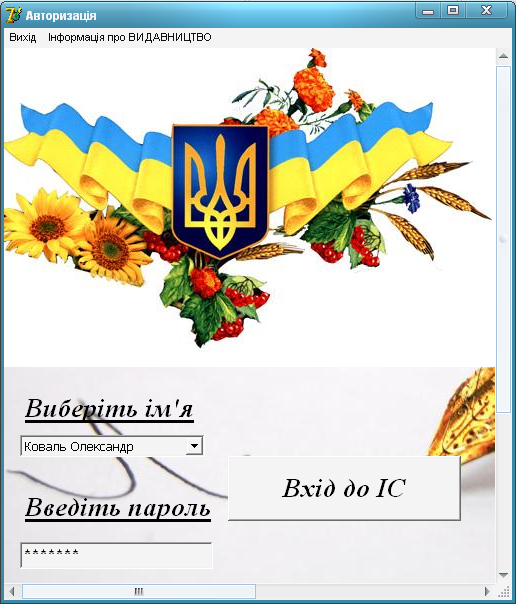 Авторизація
Вихід Інформація про ВИДАВНИЦТВО
Виберіть ім'я
Коваль Олександр
Вхід до ІС
Введіть пароль
*******